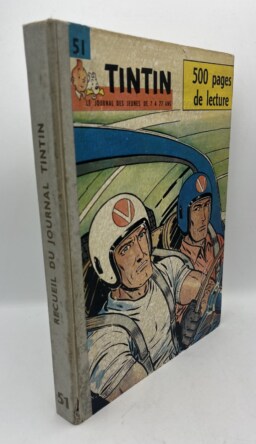 51
TINTIN
LE JOURNAL DES JEUNES DE 7 A 77 ANS
500 pages
de lecture
V
V
RECUEIL DU JOURNAL TINTIN
51